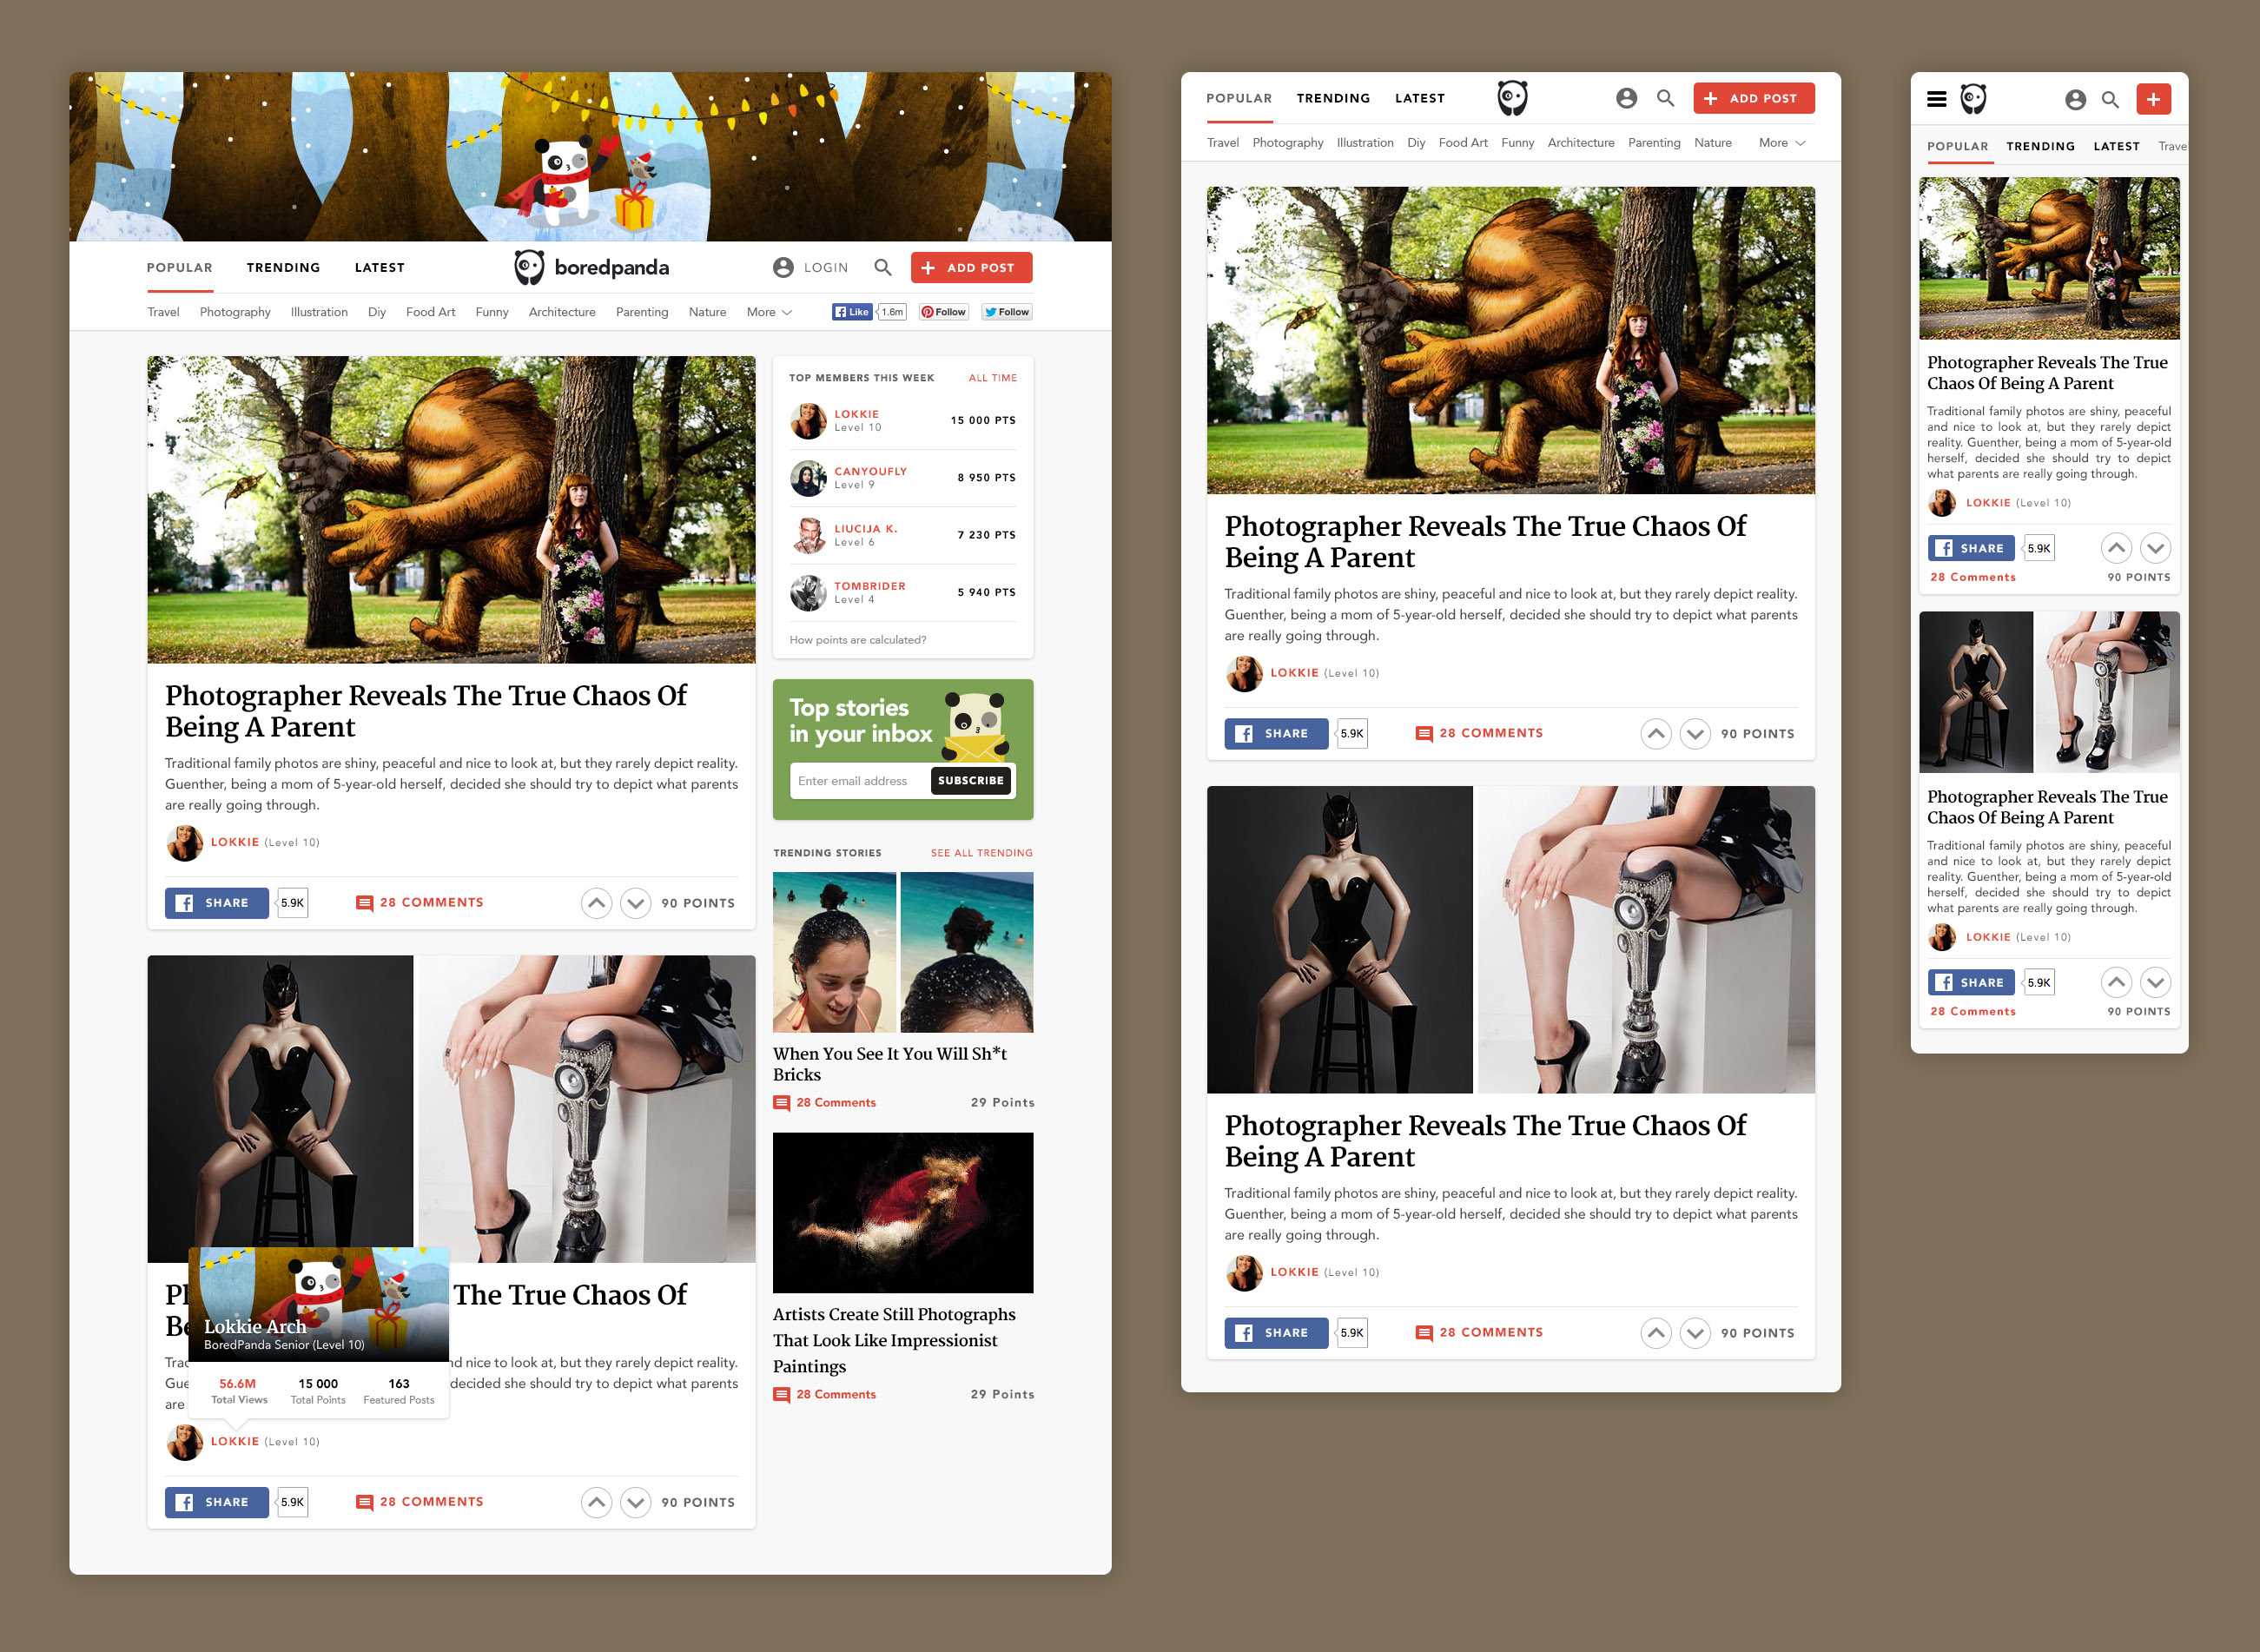 POPULAR TRENDING LATEST boredpanda LOGIN ADD POST
Travel Photography Illustration Diy Food Art Funny Architecture Parenting Nature More Like 1.6m Follow Follow
Photographer Reveals The True Chaos Of
Being A Parent
Traditional family photos are shiny, peaceful and nice to look at, but they rarely depict reality.
Guenther, being a mom of 5-year-old herself, decided she should try to depict what parents
are really going through.
LOKKIE (Level 10)
SHARE 5.9K 28 COMMENTS 90 POINTS
Ph The True Chaos Of
Be
Lokkie Arch
BoredPanda Senior (Level 10)
Trad nd nice to look at, but they rarely depict reality.
Gue decided she should try to depict what parents
are
56.6M 15 000 163
Total Views Total Points Featured Posts
LOKKIE (Level 10)
SHARE 5.9K 28 COMMENTS 90 POINTS
TOP MEMBERS THIS WEEK ALL TIME
LOKKIE
Level 10
15 000 PTS
CANYOUFLY
Level 9
8 950 PTS
LIUCIJA K.
Level 6
7 230 PTS
TOMBRIDER
Level 4
5 940 PTS
How points are calculated?
Top stories
in your inbox
Enter email address SUBSCRIBE
TRENDING STORIES SEE ALL TRENDING
When You See It You Will Sh*t
Bricks
28 Comments 29 Points
Artists Create Still Photographs
That Look Like Impressionist
Paintings
28 Comments 29 Points
POPULAR TRENDING LATEST ADD POST
Travel Photography Illustration Diy Food Art Funny Architecture Parenting Nature More
Photographer Reveals The True Chaos Of
Being A Parent
Traditional family photos are shiny, peaceful and nice to look at, but they rarely depict reality.
Guenther, being a mom of 5-year-old herself, decided she should try to depict what parents
are really going through.
LOKKIE (Level 10)
SHARE 5.9K 28 COMMENTS 90 POINTS
Photographer Reveals The True Chaos Of
Being A Parent
Traditional family photos are shiny, peaceful and nice to look at, but they rarely depict reality.
Guenther, being a mom of 5-year-old herself, decided she should try to depict what parents
are really going through.
LOKKIE (Level 10)
SHARE 5.9K 28 COMMENTS 90 POINTS
POPULAR TRENDING LATEST Trave
Photographer Reveals The True
Chaos Of Being A Parent
Traditional family photos are shiny, peaceful
and nice to look at, but they rarely depict
reality. Guenther, being a mom of 5-year-old
herself, decided she should try to depict
what parents are really going through.
LOKKIE (Level 10)
SHARE 5.9K
28 Comments 90 POINTS
Photographer Reveals The True
Chaos Of Being A Parent
Traditional family photos are shiny, peaceful
and nice to look at, but they rarely depict
reality. Guenther, being a mom of 5-year-old
herself, decided she should try to depict
what parents are really going through.
LOKKIE (Level 10)
SHARE 5.9K
28 Comments 90 POINTS